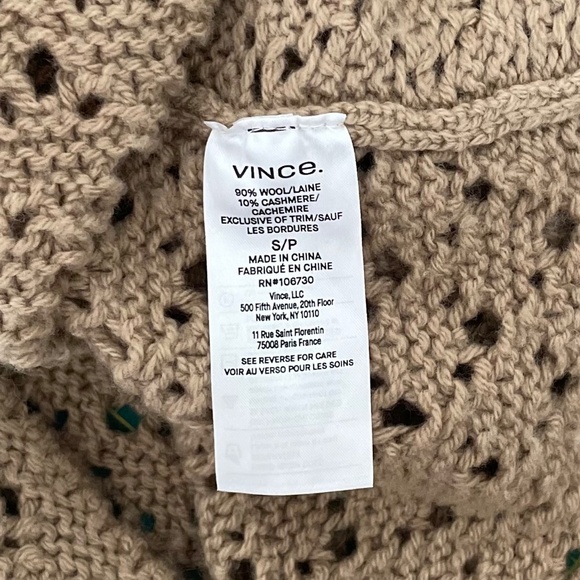 VINCE.
90% WOOL/LAINE
10% CASHMERE/
CACHEMIRE
EXCLUSIVE OF TRIM/SAUF
LES BORDURES
S/P
MADE IN CHINA
FABRIQUÉ EN CHINE
RN#106730
Vince, LLC
500 Fifth Avenue, 20th Floor
New York, NY 10110
11 Rue Saint Florentin
75008 Paris France
SEE REVERSE FOR CARE
VOIR AU VERSO POUR LES SOINS